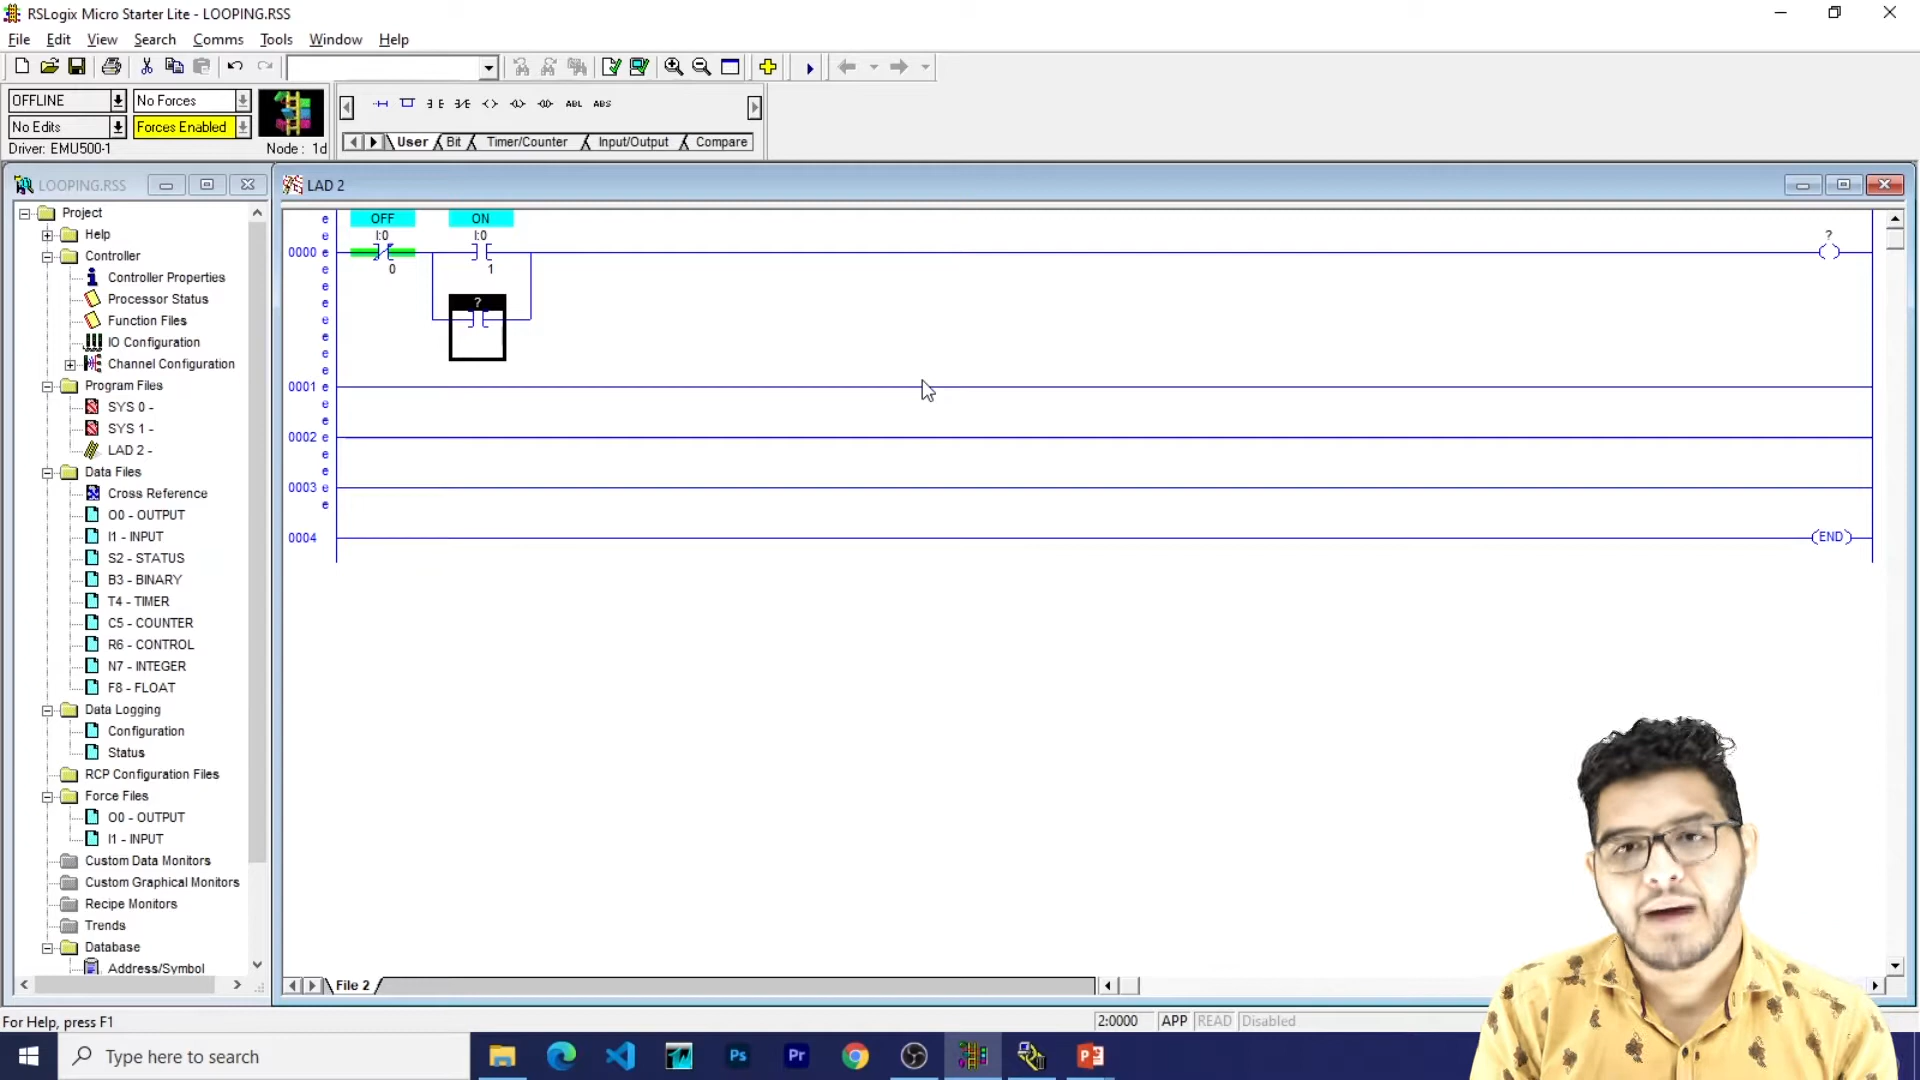 RSLogix Micro Starter Lite - LOOPING.RSS
File Edit View Search Comms Tools Window Help
OFFLINE No Forces
No Edits Forces Enabled
Driver: EMU500-1 Node : 1d
ABL ABS
User Bit Timer/Counter Input/Output Compare
LOOPING.RSS
Project
Help
Controller
Controller Properties
Processor Status
Function Files
IO Configuration
Channel Configuration
Program Files
SYS 0 -
SYS 1 -
LAD 2 -
Data Files
Cross Reference
O0 - OUTPUT
I1 - INPUT
S2 - STATUS
B3 - BINARY
T4 - TIMER
C5 - COUNTER
R6 - CONTROL
N7 - INTEGER
F8 - FLOAT
Data Logging
Configuration
Status
RCP Configuration Files
Force Files
O0 - OUTPUT
I1 - INPUT
Custom Data Monitors
Custom Graphical Monitors
Recipe Monitors
Trends
Database
Address/Symbol
LAD 2
e OFF ON
e I:0 I:0 ?
0000 e
e 0 1
e
e ?
e
e
e
e
0001 e
e
e
0002 e
e
e
0003 e
e
0004 (END)
File 2
For Help, press F1 2:0000 APP READ Disabled
Type here to search Ps Pr